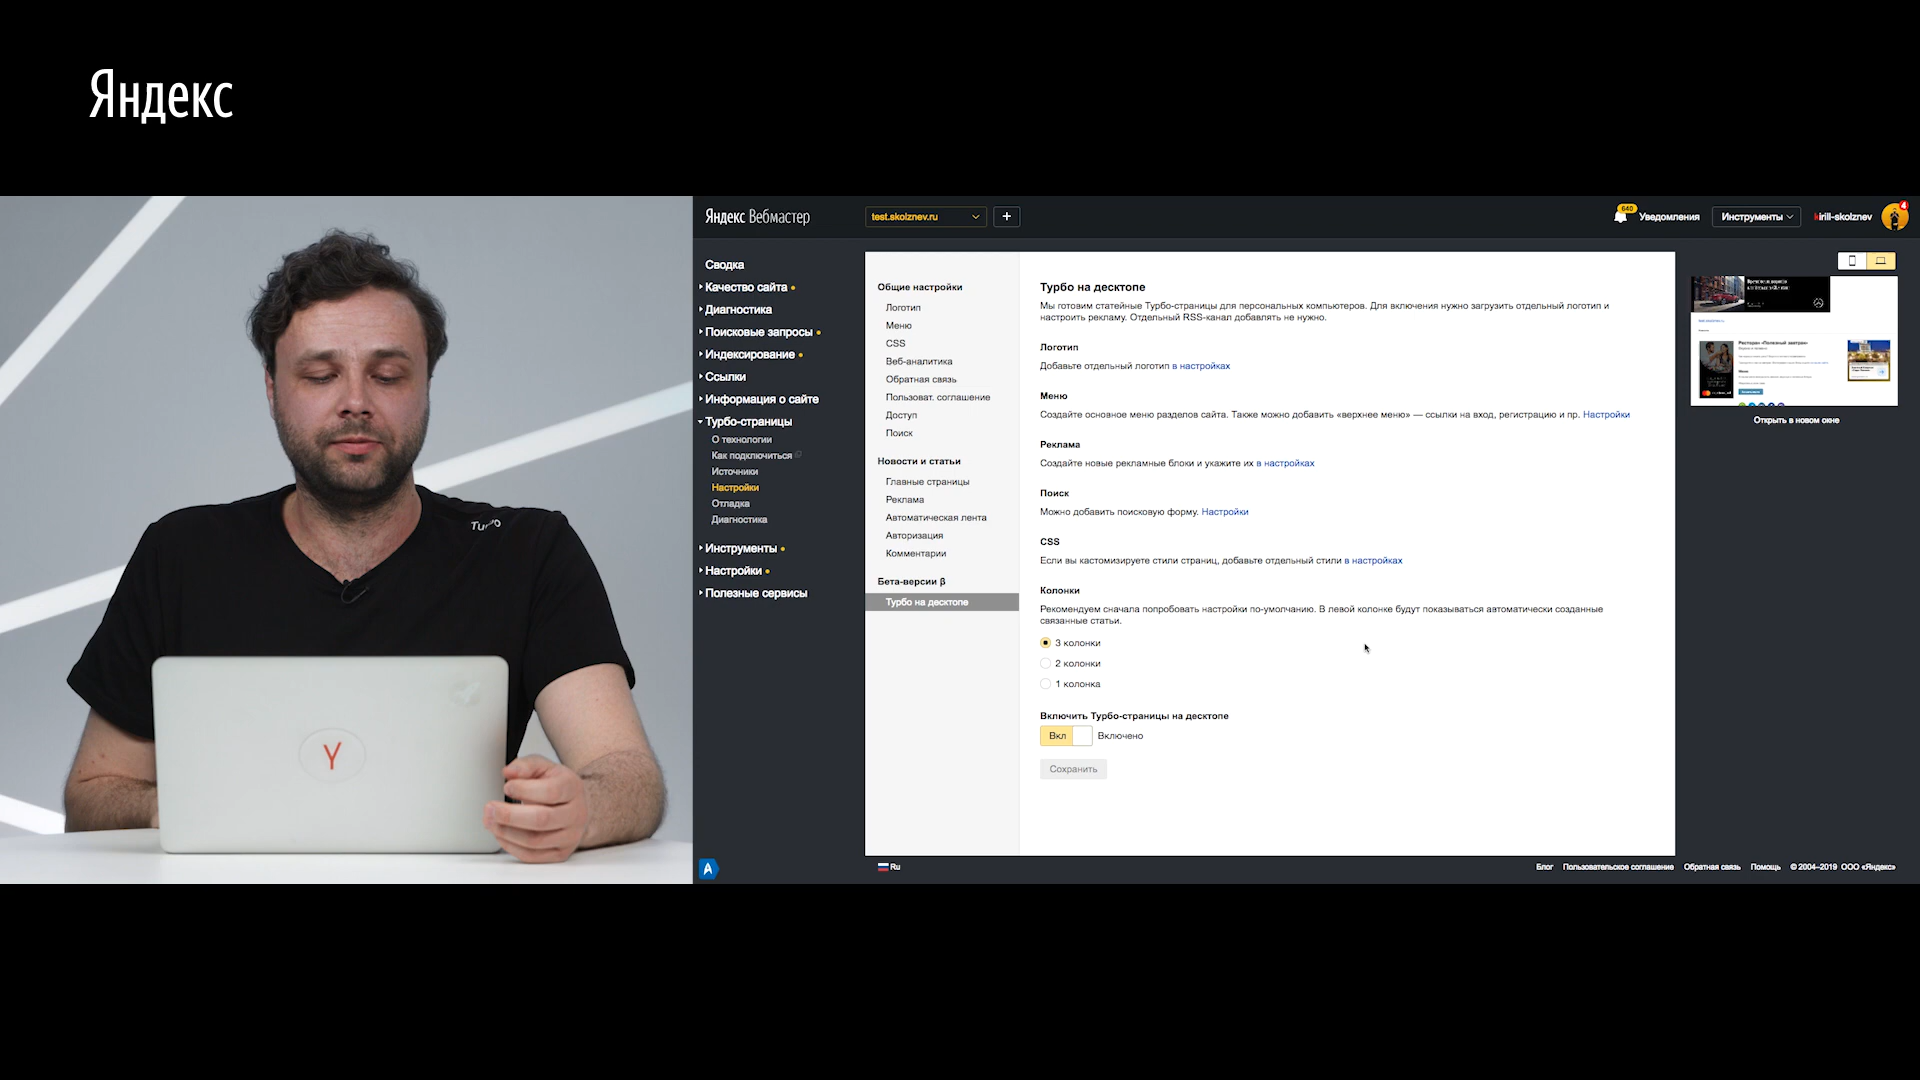 Яндекс
Яндекс Вебмастер
test.skolznev.ru
+
640
Уведомления
Инструменты
kirill-skolznev
4
Сводка
Качество сайта
Диагностика
Поисковые запросы
Индексирование
Ссылки
Информация о сайте
Турбо-страницы
О технологии
Как подключиться
Источники
Настройки
Отладка
Диагностика
Инструменты
Настройки
Полезные сервисы
Общие настройки
Логотип
Меню
CSS
Веб-аналитика
Обратная связь
Пользоват. соглашение
Доступ
Поиск
Новости и статьи
Главные страницы
Реклама
Автоматическая лента
Авторизация
Комментарии
Бета-версии β
Турбо на десктопе
Турбо на десктопе
Мы готовим статейные Турбо-страницы для персональных компьютеров. Для включения нужно загрузить отдельный логотип и
настроить рекламу. Отдельный RSS-канал добавлять не нужно.
Логотип
Добавьте отдельный логотип в настройках
Меню
Создайте основное меню разделов сайта. Также можно добавить «верхнее меню» — ссылки на вход, регистрацию и пр. Настройки
Реклама
Создайте новые рекламные блоки и укажите их в настройках
Поиск
Можно добавить поисковую форму. Настройки
CSS
Если вы кастомизируете стили страниц, добавьте отдельный стили в настройках
Колонки
Рекомендуем сначала попробовать настройки по-умолчанию. В левой колонке будут показываться автоматически созданные
связанные статьи.
3 колонки
2 колонки
1 колонка
Включить Турбо-страницы на десктопе
Вкл
Включено
Сохранить
Ресторан «Полезный завтрак»
Открыть в новом окне
Turbo
Y
A
Ru
Блог
Пользовательское соглашение
Обратная связь
Помощь
© 2004–2019 ООО «Яндекс»